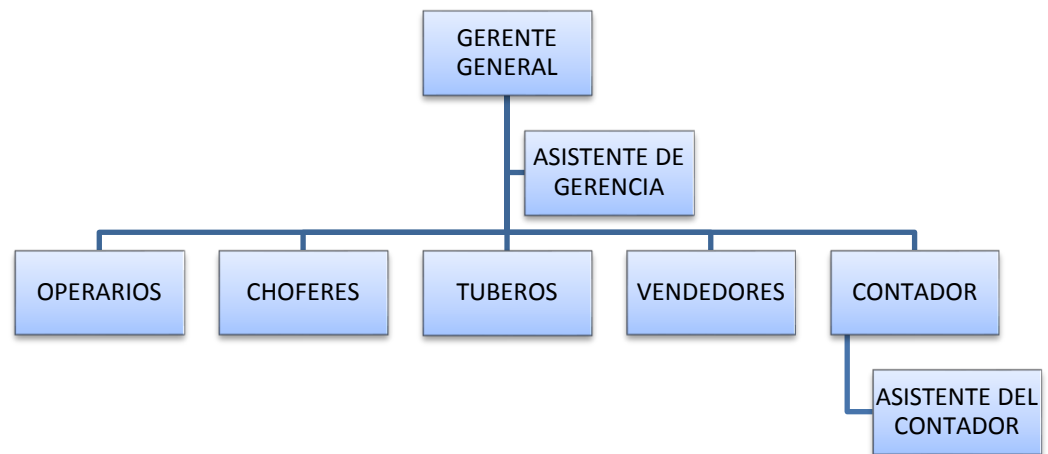 GERENTE
GENERAL
ASISTENTE DE
GERENCIA
OPERARIOS
CHOFERES
TUBEROS
VENDEDORES
CONTADOR
ASISTENTE DEL
CONTADOR